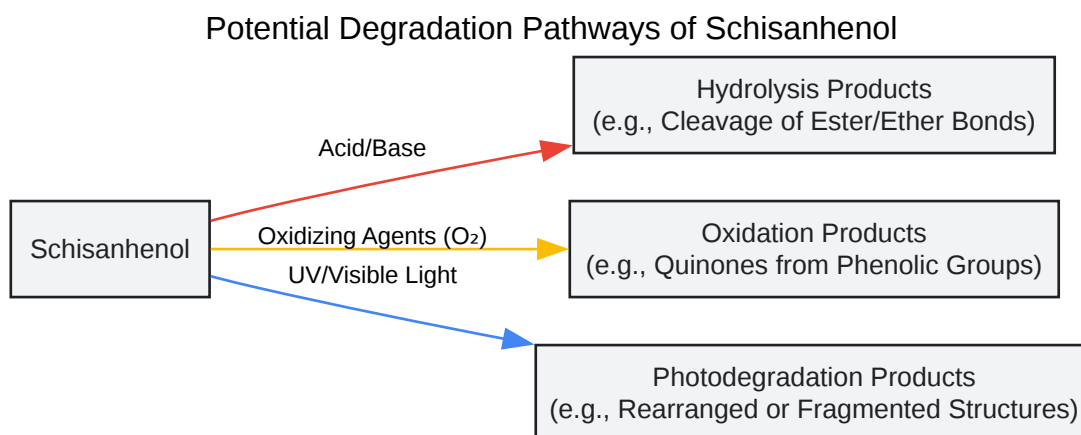 Potential Degradation Pathways of Schisanhenol
Hydrolysis Products
(e.g., Cleavage of Ester/Ether Bonds)
Acid/Base
Schisanhenol
Oxidizing Agents (O₂)
Oxidation Products
(e.g., Quinones from Phenolic Groups)
UV/Visible Light
Photodegradation Products
(e.g., Rearranged or Fragmented Structures)